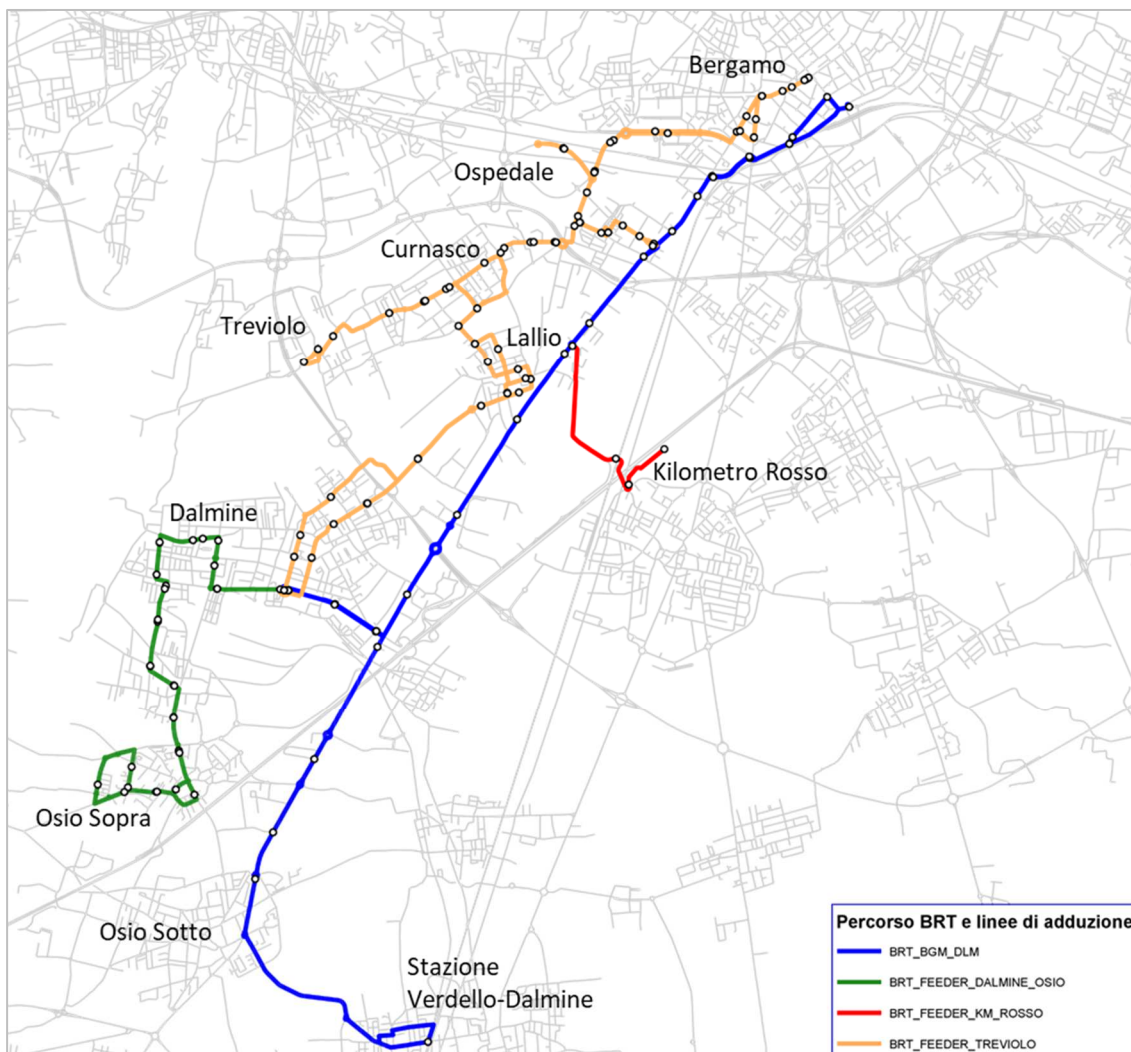 Bergamo
Ospedale
Curnasco
Treviolo
Lallio
Kilometro Rosso
Dalmine
Osio Sopra
Osio Sotto
Stazione
Verdello-Dalmine
Percorso BRT e linee di adduzione
BRT_BGM_DLM
BRT_FEEDER_DALMINE_OSIO
BRT_FEEDER_KM_ROSSO
BRT_FEEDER_TREVIOLO